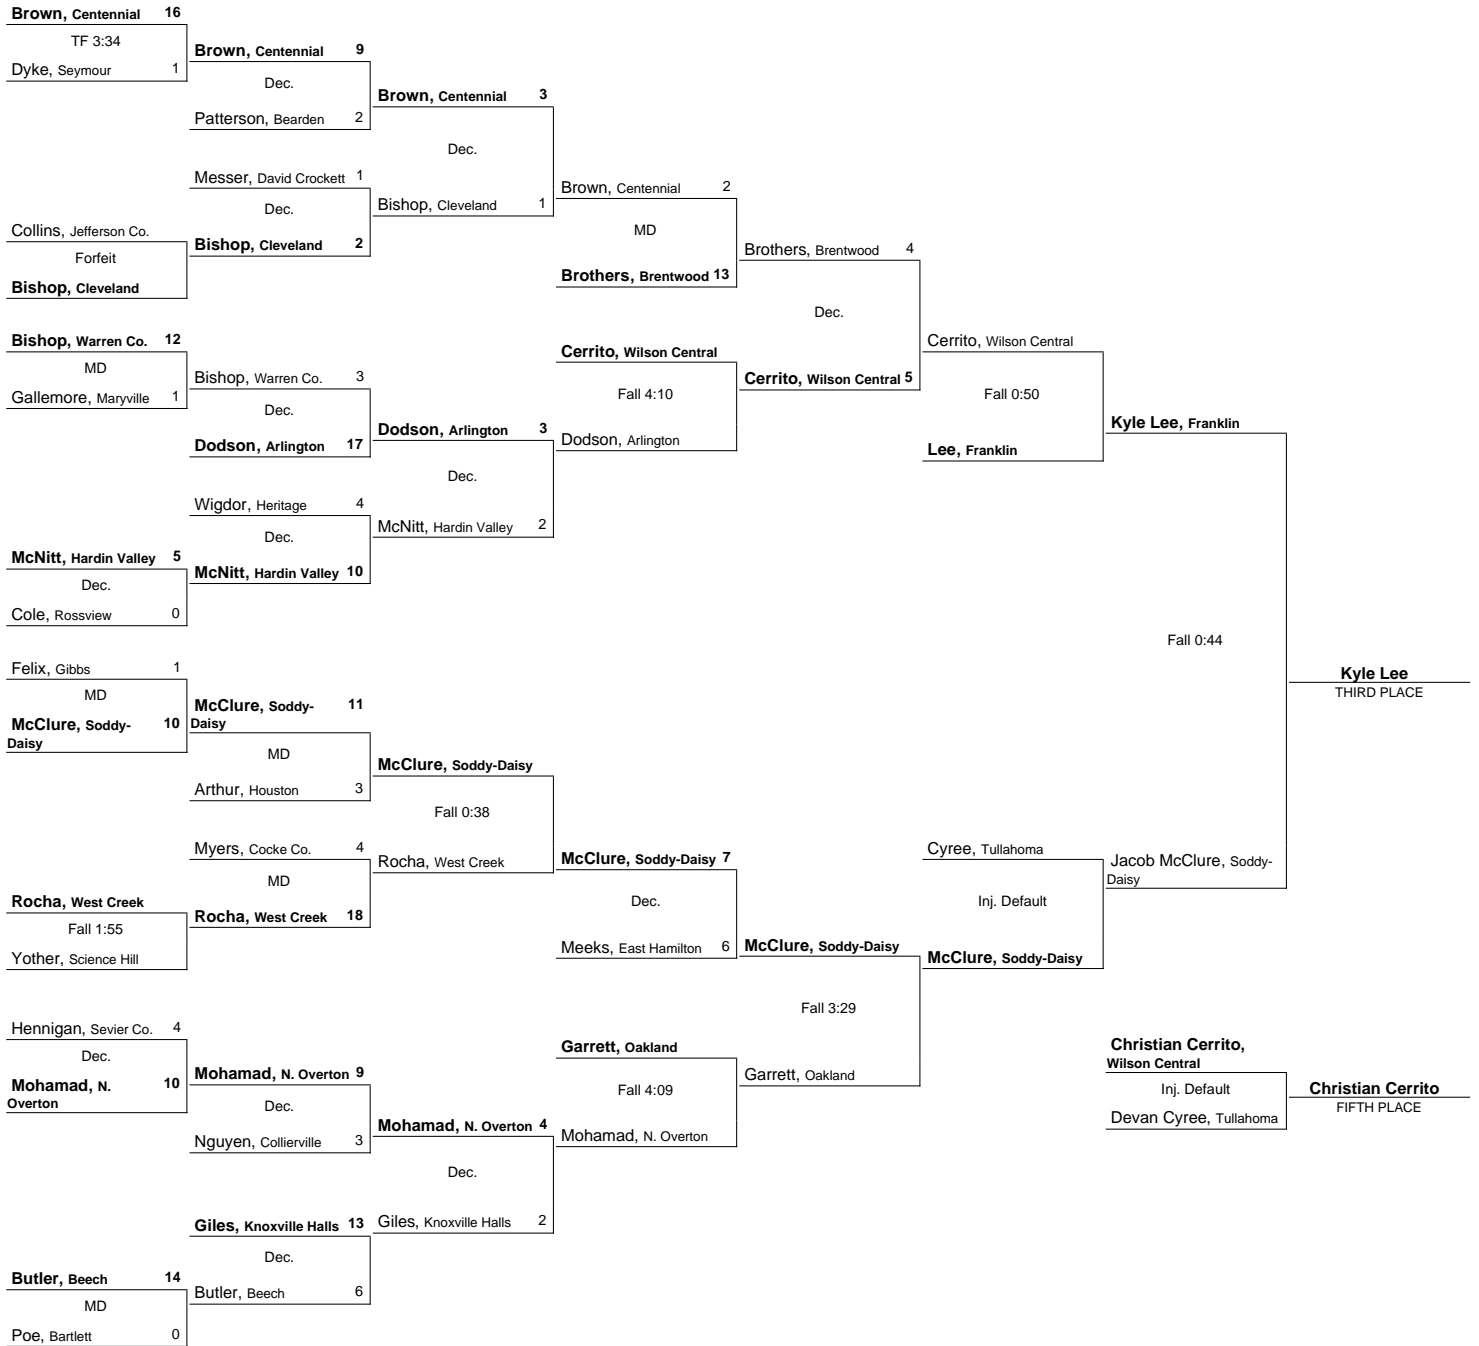 Brown, Centennial 16
TF 3:34
Dyke, Seymour 1
Collins, Jefferson Co.
Forfeit
Bishop, Cleveland
Bishop, Warren Co. 12
MD
Gallemore, Maryville 1
McNitt, Hardin Valley 5
Dec.
Cole, Rossview 0
Felix, Gibbs 1
MD
McClure, Soddy- 10
Daisy
Rocha, West Creek
Fall 1:55
Yother, Science Hill
Hennigan, Sevier Co. 4
Dec.
Mohamad, N. 10
Overton
Butler, Beech 14
MD
Poe, Bartlett 0
Brown, Centennial 9
Dec.
Patterson, Bearden 2
Messer, David Crockett 1
Dec.
Bishop, Cleveland 2
Bishop, Warren Co. 3
Dec.
Dodson, Arlington 17
Wigdor, Heritage 4
Dec.
McNitt, Hardin Valley 10
McClure, Soddy- 11
Daisy
MD
Arthur, Houston 3
Myers, Cocke Co. 4
MD
Rocha, West Creek 18
Mohamad, N. Overton 9
Dec.
Nguyen, Collierville 3
Giles, Knoxville Halls 13
Dec.
Butler, Beech 6
Brown, Centennial 3
Dec.
Bishop, Cleveland 1
Dodson, Arlington 3
Dec.
McNitt, Hardin Valley 2
McClure, Soddy-Daisy
Fall 0:38
Rocha, West Creek
Mohamad, N. Overton 4
Dec.
Giles, Knoxville Halls 2
Brown, Centennial 2
MD
Brothers, Brentwood 13
Cerrito, Wilson Central
Fall 4:10
Dodson, Arlington
McClure, Soddy-Daisy 7
Dec.
Meeks, East Hamilton 6
Garrett, Oakland
Fall 4:09
Mohamad, N. Overton
Brothers, Brentwood 4
Dec.
Cerrito, Wilson Central 5
McClure, Soddy-Daisy
Fall 3:29
Garrett, Oakland
Cerrito, Wilson Central
Fall 0:50
Lee, Franklin
Cyree, Tullahoma
Inj. Default
McClure, Soddy-Daisy
Kyle Lee, Franklin
Fall 0:44
Jacob McClure, Soddy-
Daisy
Kyle Lee
THIRD PLACE
Christian Cerrito,
Wilson Central
Inj. Default
Devan Cyree, Tullahoma
Christian Cerrito
FIFTH PLACE